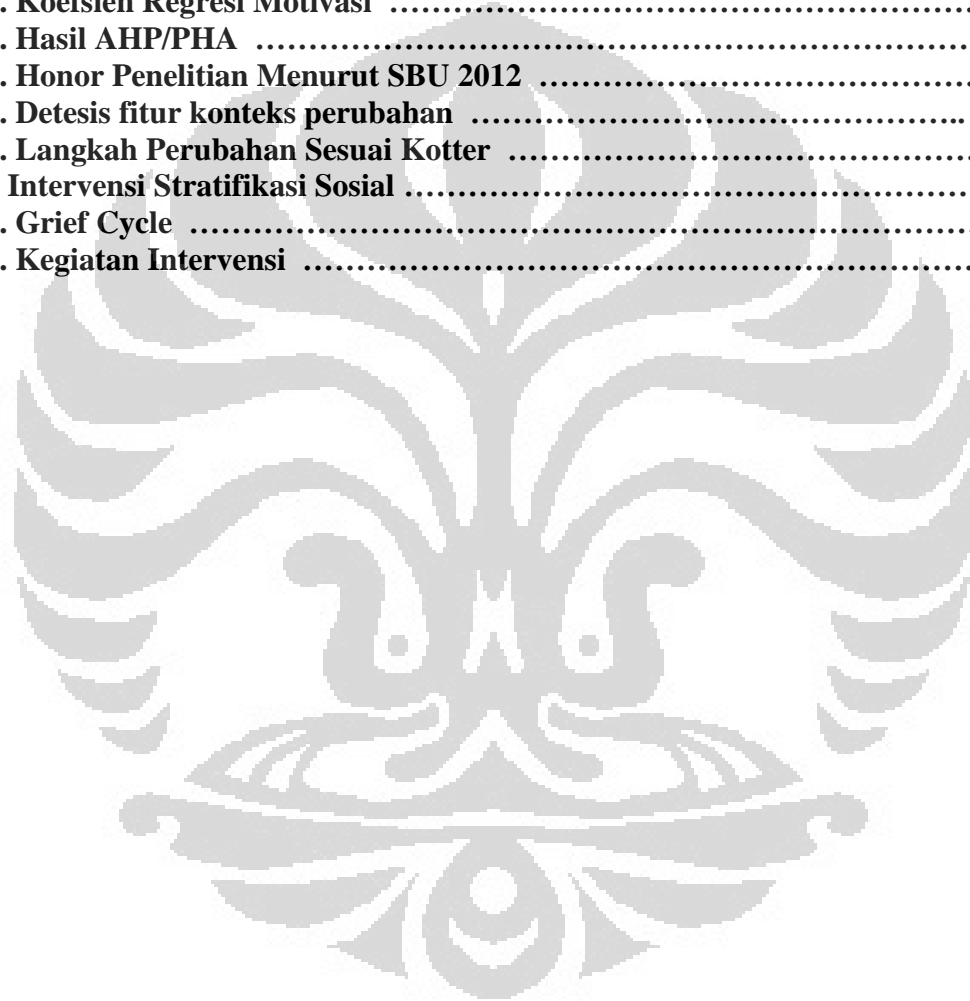 . Koefsien Regresi Motivasi ……………………………………………………
. Hasil AHP/PHA ……………………………………………………………………
. Honor Penelitian Menurut SBU 2012 ………………………………………
. Detesis fitur konteks perubahan …………………………………………..
. Langkah Perubahan Sesuai Kotter …………………………………………
Intervensi Stratifikasi Sosial ……………………………………………………
. Grief Cycle …………………………………………………………………………
. Kegiatan Intervensi ………………………………………………………………